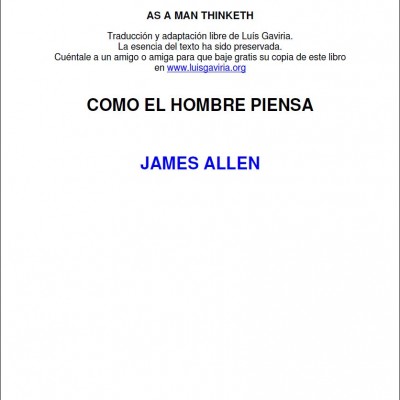 AS A MAN THINKETH
Traducción y adaptación libre de Luís Gaviria.
La esencia del texto ha sido preservada.
Cuéntale a un amigo o amiga para que baje gratis su copia de este libro
en www.luisgaviria.org
COMO EL HOMBRE PIENSA
JAMES ALLEN